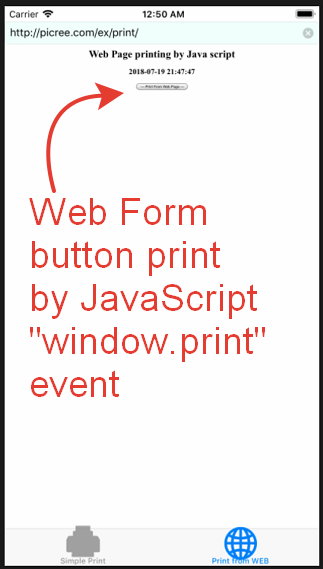 Carrier 12:50 AM
http://picree.com/ex/print/
Web Page printing by Java script
2018-07-19 21:47:47
--- Print From Web Page ---
Web Form
button print
by JavaScript
"window.print"
event
Simple Print Print from WEB